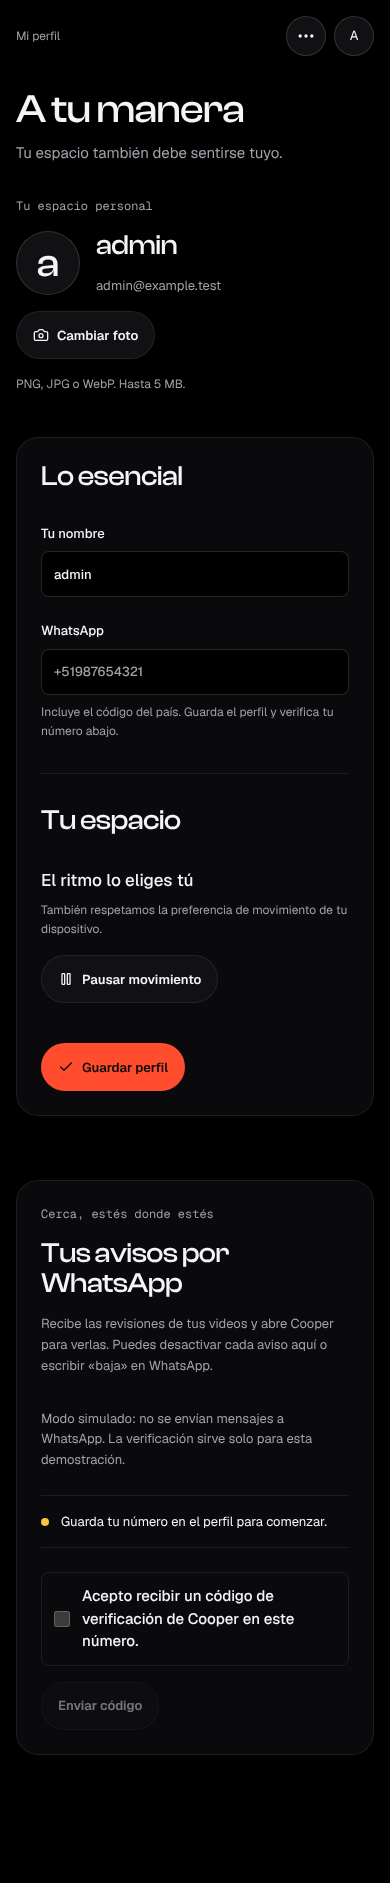 Mi perfil
A
A tu manera
Tu espacio también debe sentirse tuyo.
Tu espacio personal
a
admin
admin@example.test
Cambiar foto
PNG, JPG o WebP. Hasta 5 MB.
Lo esencial
Tu nombre
admin
WhatsApp
+51987654321
Incluye el código del país. Guarda el perfil y verifica tu
número abajo.
Tu espacio
El ritmo lo eliges tú
También respetamos la preferencia de movimiento de tu
dispositivo.
Pausar movimiento
Guardar perfil
Cerca, estés donde estés
Tus avisos por
WhatsApp
Recibe las revisiones de tus videos y abre Cooper
para verlas. Puedes desactivar cada aviso aquí o
escribir «baja» en WhatsApp.
Modo simulado: no se envían mensajes a
WhatsApp. La verificación sirve solo para esta
demostración.
Guarda tu número en el perfil para comenzar.
Acepto recibir un código de
verificación de Cooper en este
número.
Enviar código